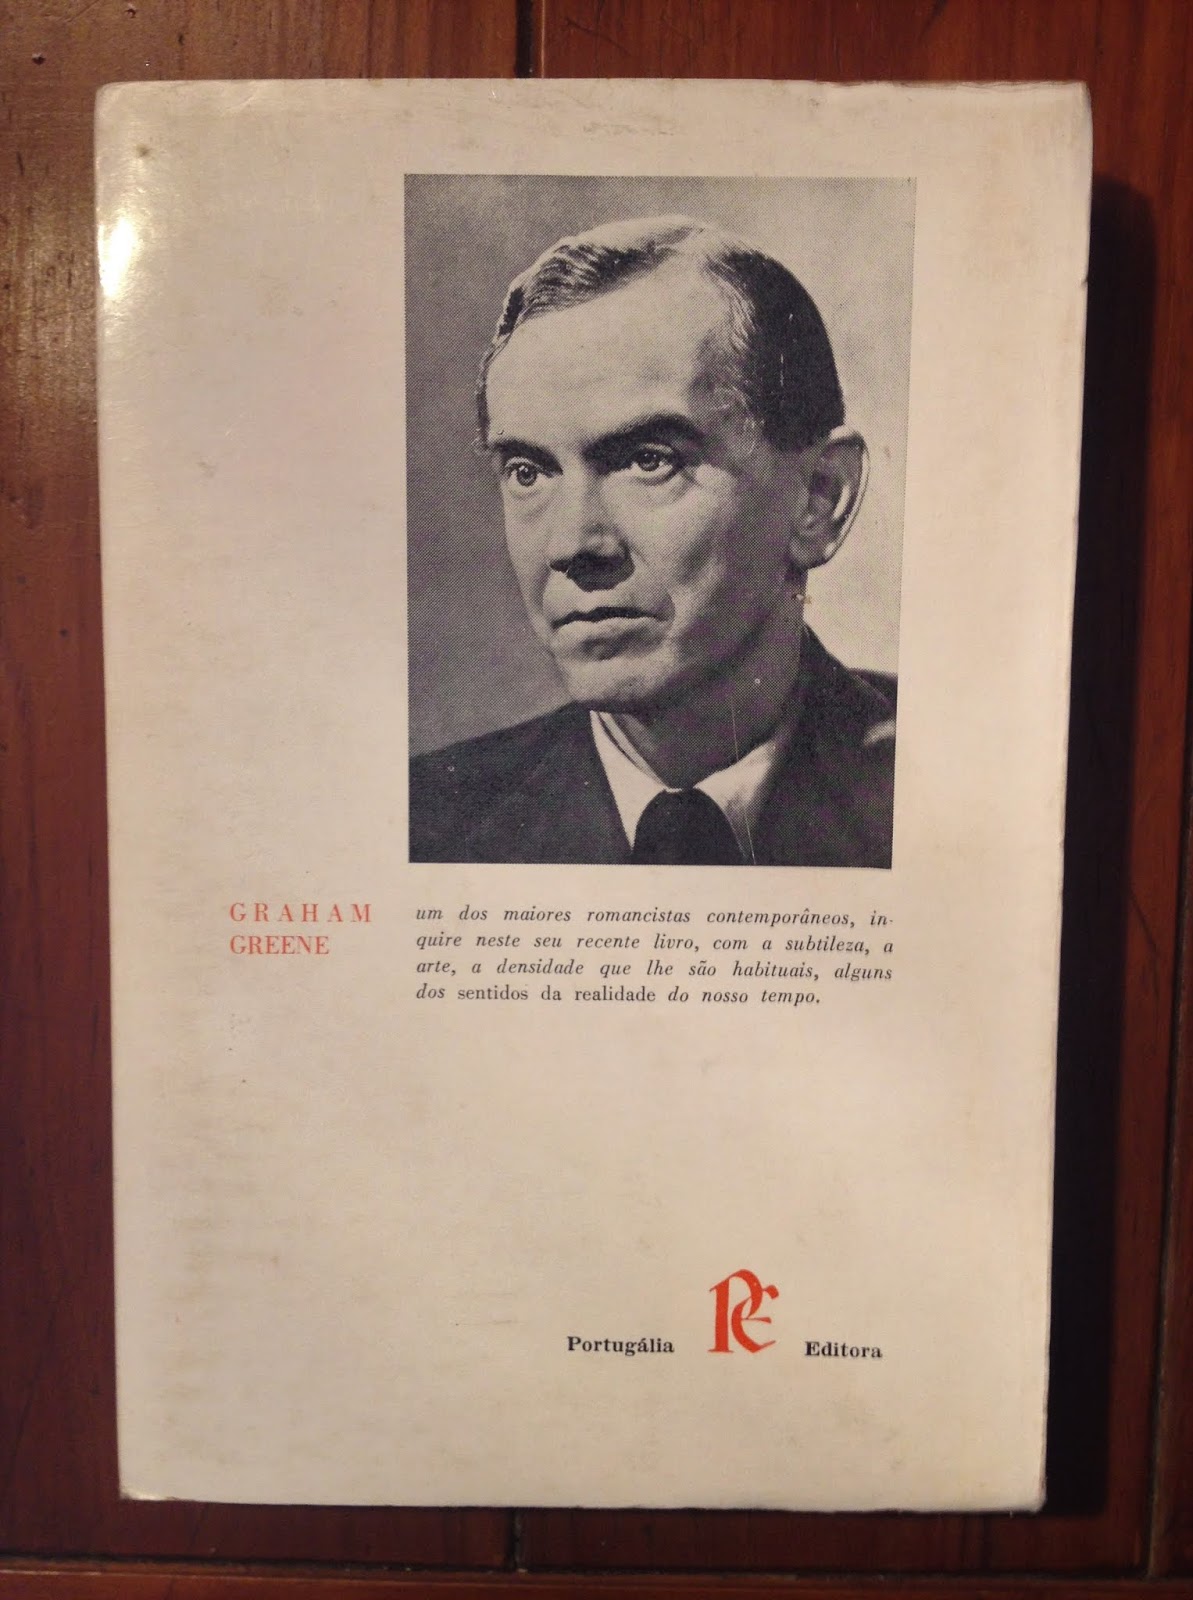 GRAHAM
GREENE
um dos maiores romancistas contemporâneos, in-
quire neste seu recente livro, com a subtileza, a
arte, a densidade que lhe são habituais, alguns
dos sentidos da realidade do nosso tempo.
Portugália PE Editora